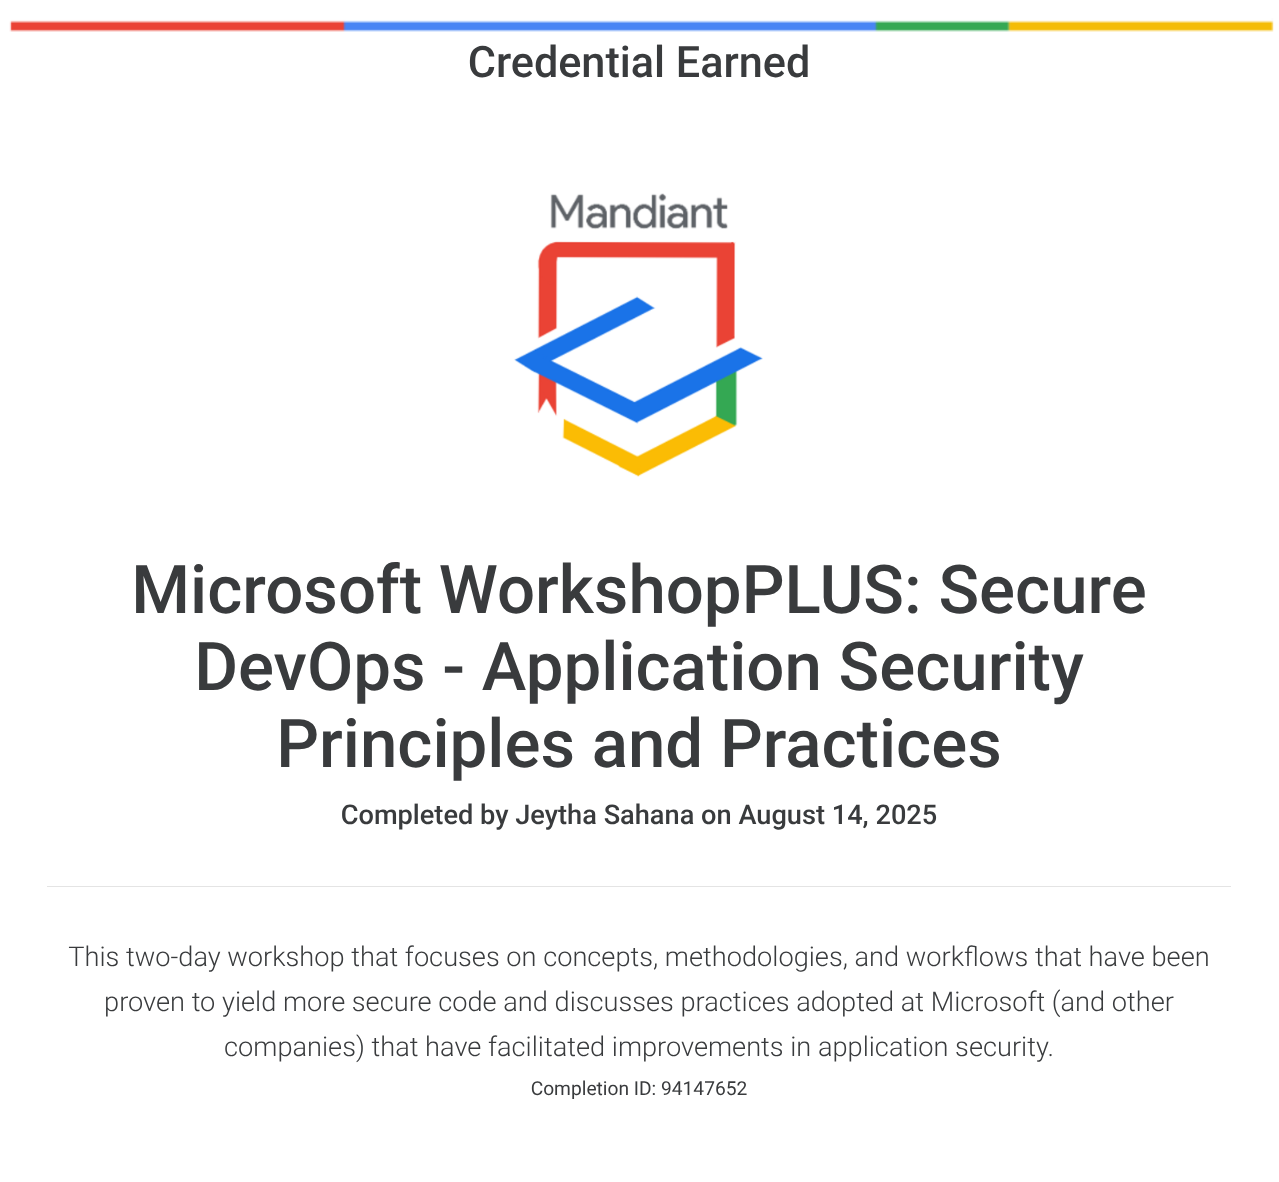 Credential Earned
Mandiant
Microsoft WorkshopPLUS: Secure
DevOps - Application Security
Principles and Practices
Completed by Jeytha Sahana on August 14, 2025
This two-day workshop that focuses on concepts, methodologies, and workflows that have been
proven to yield more secure code and discusses practices adopted at Microsoft (and other
companies) that have facilitated improvements in application security.
Completion ID: 94147652